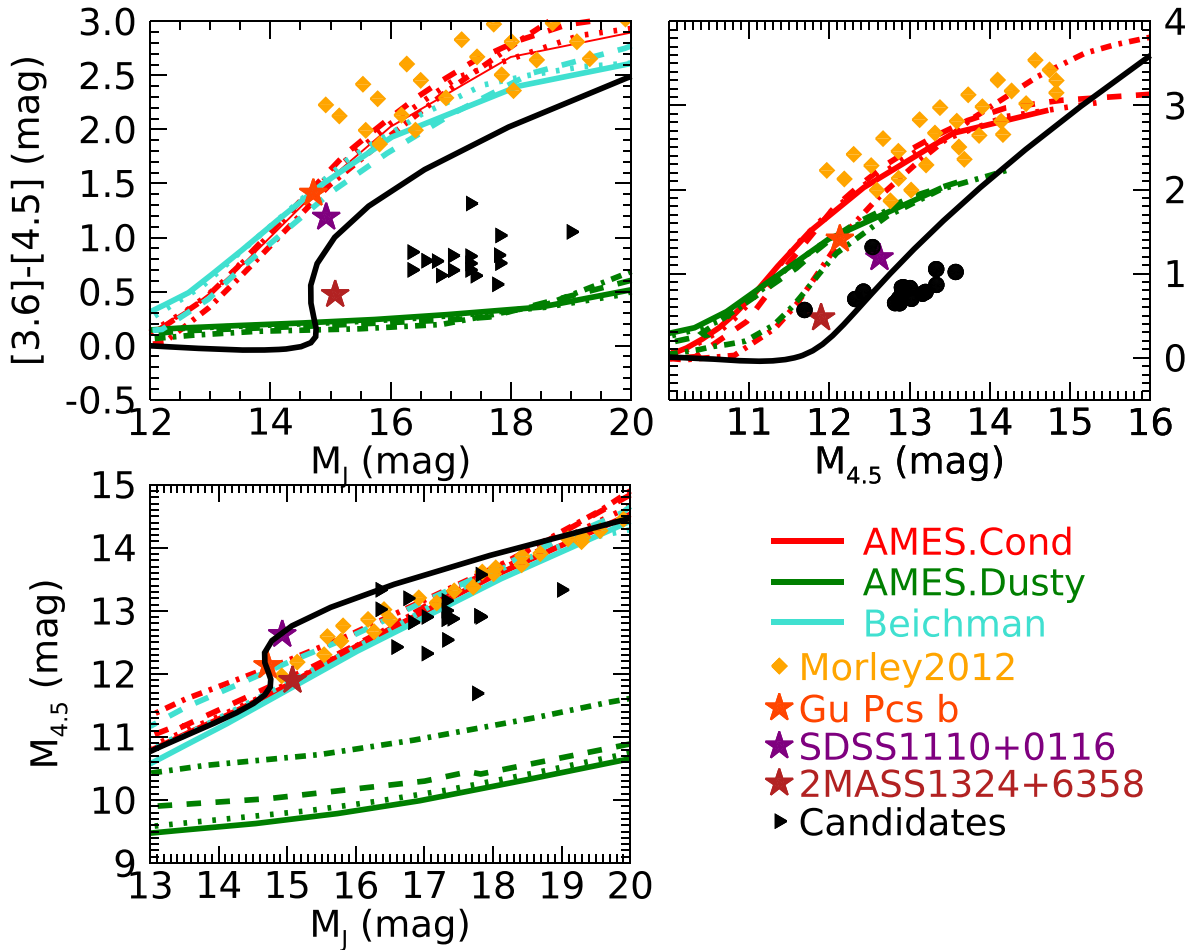 [3.6]-[4.5] (mag)
3.0
2.5
2.0
1.5
1.0
0.5
0.0
-0.5
12 14 16 18 20
M_J (mag)
4
3
2
1
0
11 12 13 14 15 16
M_4.5 (mag)
M_4.5 (mag)
15
14
13
12
11
10
9
13 14 15 16 17 18 19 20
M_J (mag)
AMES.Cond
AMES.Dusty
Beichman
Morley2012
Gu Pcs b
SDSS1110+0116
2MASS1324+6358
Candidates